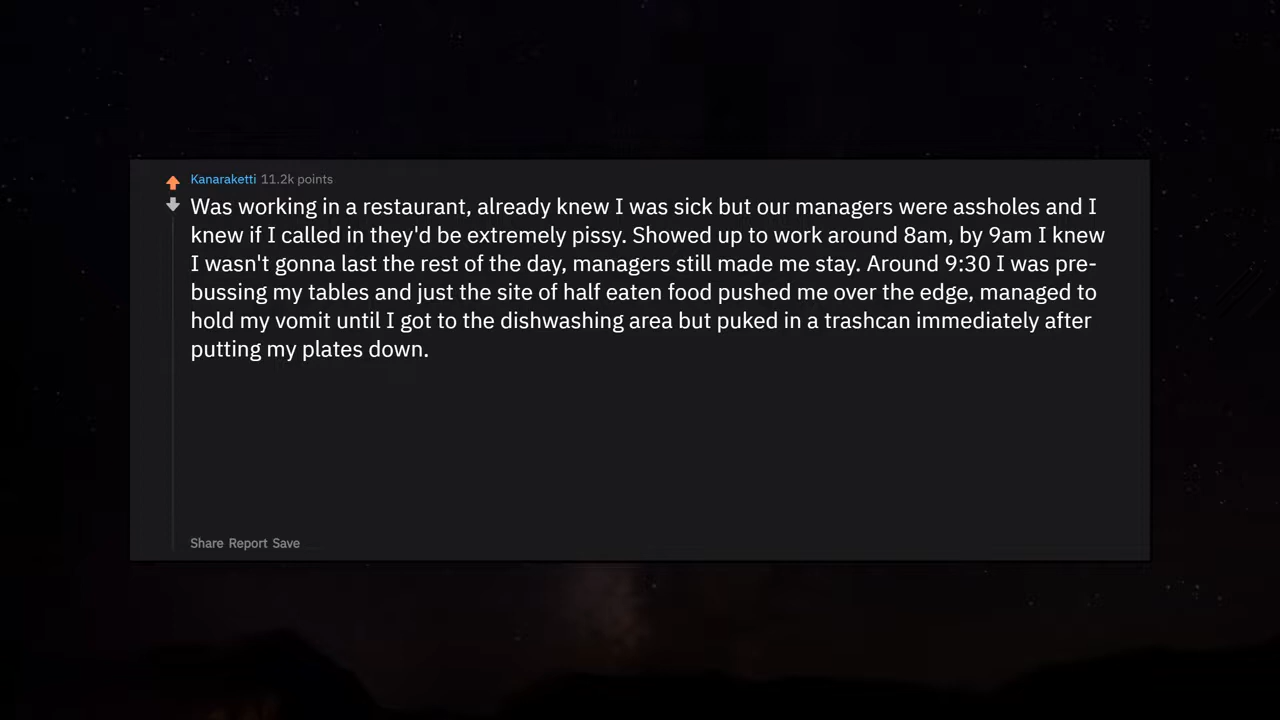 Kanaraketti 11.2k points
Was working in a restaurant, already knew I was sick but our managers were assholes and I
knew if I called in they'd be extremely pissy. Showed up to work around 8am, by 9am I knew
I wasn't gonna last the rest of the day, managers still made me stay. Around 9:30 I was pre-
bussing my tables and just the site of half eaten food pushed me over the edge, managed to
hold my vomit until I got to the dishwashing area but puked in a trashcan immediately after
putting my plates down.
Share Report Save